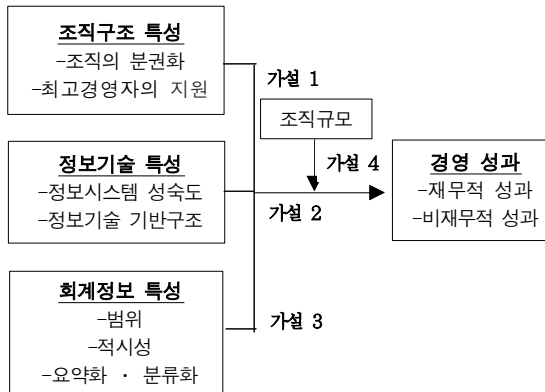 조직구조 특성
-조직의 분권화
-최고경영자의 지원
가설 1
조직규모
정보기술 특성
-정보시스템 성숙도
-정보기술 기반구조
가설 4
가설 2
경영 성과
-재무적 성과
-비재무적 성과
회계정보 특성
-범위
-적시성
-요약화 · 분류화
가설 3